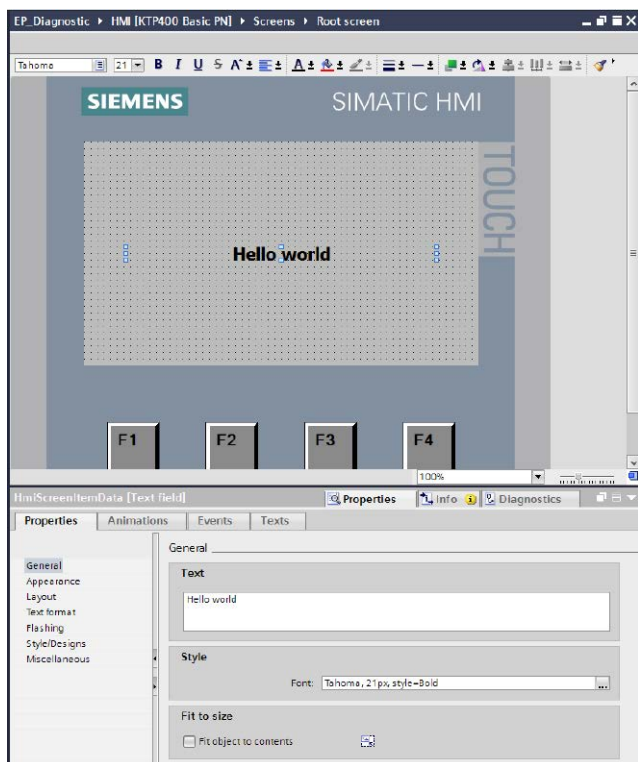 EP_Diagnostic ▸ HMI [KTP400 Basic PN] ▸ Screens ▸ Root screen
Tahoma 21 B I U S A A
SIEMENS SIMATIC HMI
TOUCH
Hello world
F1 F2 F3 F4
100%
HmiScreenItemData [Text field] Properties Info Diagnostics
Properties Animations Events Texts
General
General
Appearance
Layout
Text format
Flashing
Style/Designs
Miscellaneous
Text
Hello world
Style
Font: Tahoma, 21px, style=Bold ...
Fit to size
Fit object to contents